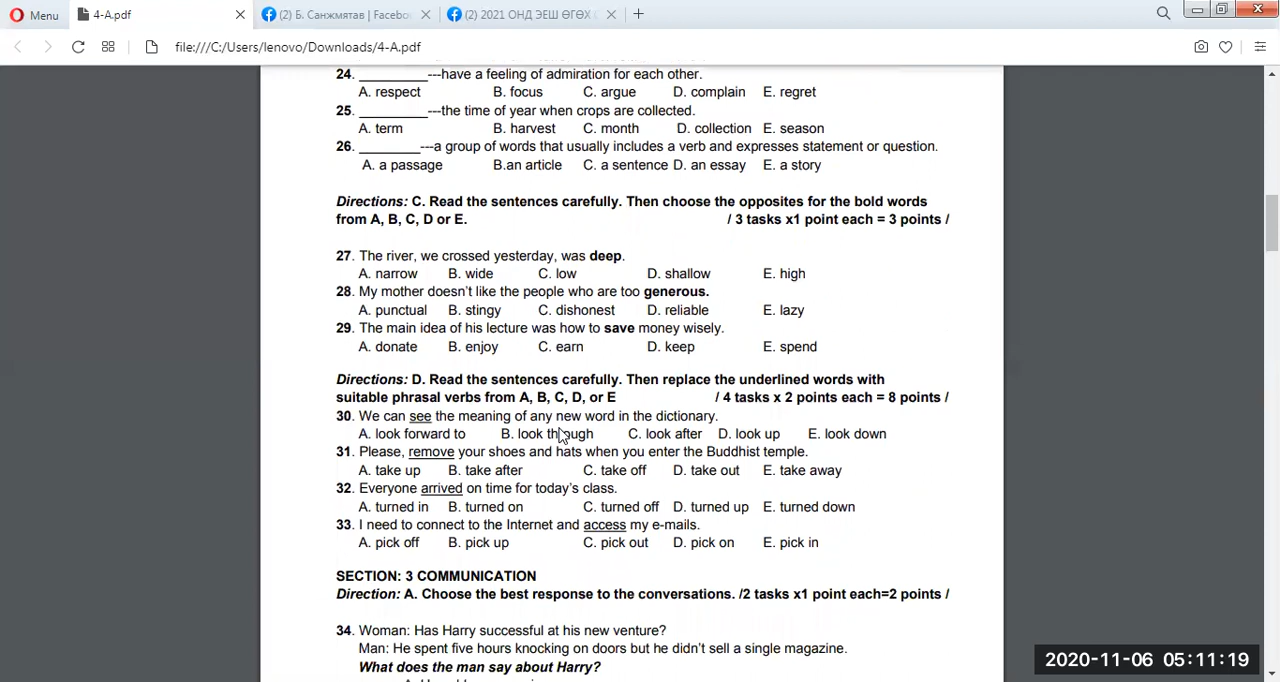 Menu
4-A.pdf
(2) Б. Санжмятав | Facebo
(2) 2021 ОНД ЭЕШ ӨГӨХ
file:///C:/Users/lenovo/Downloads/4-A.pdf
24. __________---have a feeling of admiration for each other.
A. respect B. focus C. argue D. complain E. regret
25. __________---the time of year when crops are collected.
A. term B. harvest C. month D. collection E. season
26. _________---a group of words that usually includes a verb and expresses statement or question.
A. a passage B.an article C. a sentence D. an essay E. a story
Directions: C. Read the sentences carefully. Then choose the opposites for the bold words
from A, B, C, D or E. / 3 tasks x1 point each = 3 points /
27. The river, we crossed yesterday, was deep.
A. narrow B. wide C. low D. shallow E. high
28. My mother doesn't like the people who are too generous.
A. punctual B. stingy C. dishonest D. reliable E. lazy
29. The main idea of his lecture was how to save money wisely.
A. donate B. enjoy C. earn D. keep E. spend
Directions: D. Read the sentences carefully. Then replace the underlined words with
suitable phrasal verbs from A, B, C, D, or E / 4 tasks x 2 points each = 8 points /
30. We can see the meaning of any new word in the dictionary.
A. look forward to B. look through C. look after D. look up E. look down
31. Please, remove your shoes and hats when you enter the Buddhist temple.
A. take up B. take after C. take off D. take out E. take away
32. Everyone arrived on time for today's class.
A. turned in B. turned on C. turned off D. turned up E. turned down
33. I need to connect to the Internet and access my e-mails.
A. pick off B. pick up C. pick out D. pick on E. pick in
SECTION: 3 COMMUNICATION
Direction: A. Choose the best response to the conversations. /2 tasks x1 point each=2 points /
34. Woman: Has Harry successful at his new venture?
Man: He spent five hours knocking on doors but he didn't sell a single magazine.
What does the man say about Harry?
2020-11-06 05:11:19